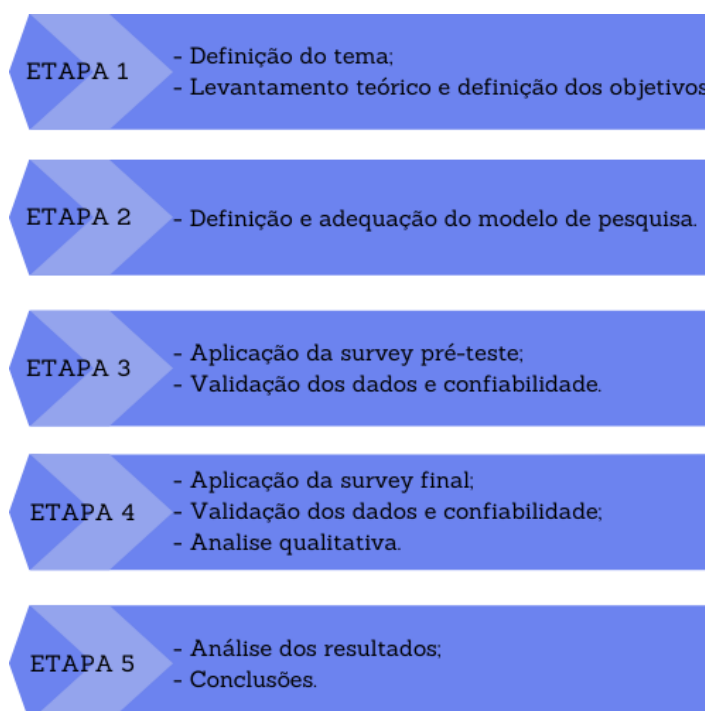 ETAPA 1
- Definição do tema;
- Levantamento teórico e definição dos objetivos
ETAPA 2
- Definição e adequação do modelo de pesquisa.
ETAPA 3
- Aplicação da survey pré-teste;
- Validação dos dados e confiabilidade.
ETAPA 4
- Aplicação da survey final;
- Validação dos dados e confiabilidade;
- Analise qualitativa.
ETAPA 5
- Análise dos resultados;
- Conclusões.